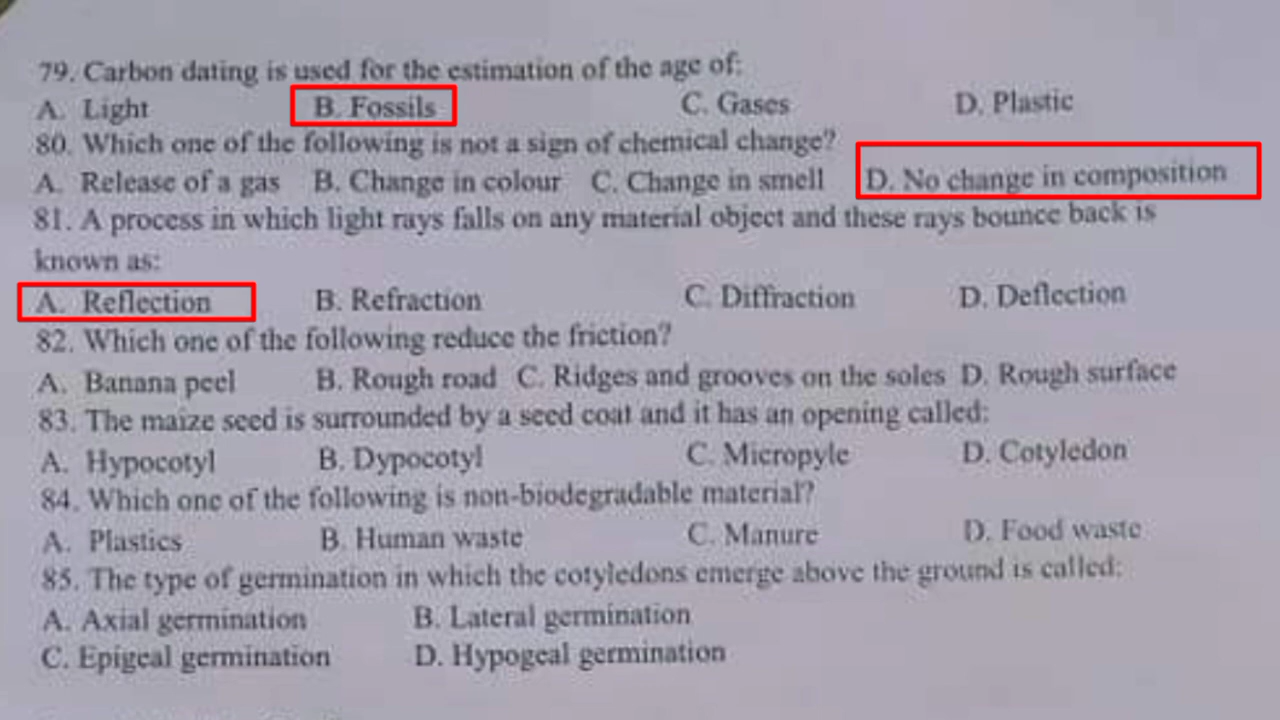 79. Carbon dating is used for the estimation of the age of:
A. Light B. Fossils C. Gases D. Plastic
80. Which one of the following is not a sign of chemical change?
A. Release of a gas B. Change in colour C. Change in smell D. No change in composition
81. A process in which light rays falls on any material object and these rays bounce back is
known as:
A. Reflection B. Refraction C. Diffraction D. Deflection
82. Which one of the following reduce the friction?
A. Banana peel B. Rough road C. Ridges and grooves on the soles D. Rough surface
83. The maize seed is surrounded by a seed coat and it has an opening called:
A. Hypocotyl B. Dypocotyl C. Micropyle D. Cotyledon
84. Which one of the following is non-biodegradable material?
A. Plastics B. Human waste C. Manure D. Food waste
85. The type of germination in which the cotyledons emerge above the ground is called:
A. Axial germination B. Lateral germination
C. Epigeal germination D. Hypogeal germination